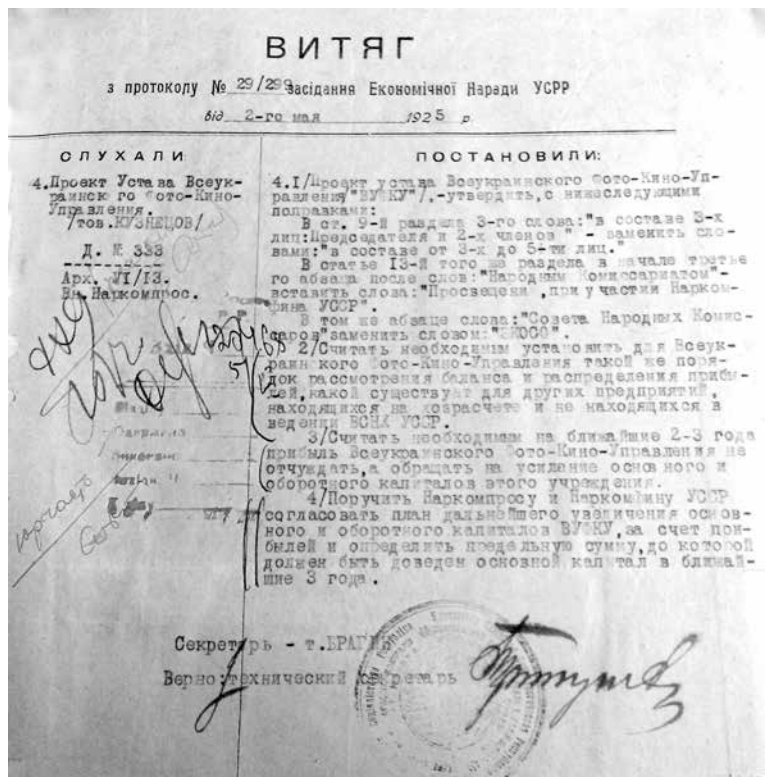 ВИТЯГ
з протоколу № 29/299 засідання Економічної Наради УСРР
від 2-го мая 1925 р.
СЛУХАЛИ
4.Проект Устава Всеук-
раинско го Фото-Кино-
Управления.
/тов.КУЗНЕЦОВ/
Д. № 333
Арх. УІ/13.
Вн.Наркомпрос.
ПОСТАНОВИЛИ:
4.I/Проект устава Всеукраинского Фото-Кино-Уп-
равления/"ВУФКУ"/,-утвердить,с нижеследующими
поправками:
В ст. 9-й раздела 3-го слова:"в составе 3-х
лиц:Председателя и 2-х членов " - заменить сло-
вами:"в составе от 3-х до 5-ти лиц."
В статье 13-й того же раздела в начале третье
го абзаца после слов:"Народным Комиссариатом"-
вставить слова:"Просвещени ,при участии Нарком-
фина УССР".
В том же абзаце слова:"Совета Народных Комис-
саров"заменить словом:"ЭКОСО".
2/Считать необходимым установить для Всеук-
раин кого Фото-Кино-Управления такой же поря-
док рассмотрения баланса и распределения прибы-
лей,какой существует для других предприятий,
находящихся на хозрасчете и не находящихся в
ведении ВСНХ УССР.
3/Считать необходимым на ближайшие 2-3 года
прибыль Всеукраинского Фото-Кино-Управления не
отчуждать,а обращать на усиление основного и
оборотного капиталов этого учреждения.
4/Поручить Наркомпросу и Наркомфину УССР
согласовать план дальнейшего увеличения основ-
ного и оборотного капиталов ВУФКУ,за счет при-
былей и определить предельную сумму,до которой
должен быть доведен основной капитал в ближай-
шие 3 года.
Секретарь - т.
Верно:технический секретарь